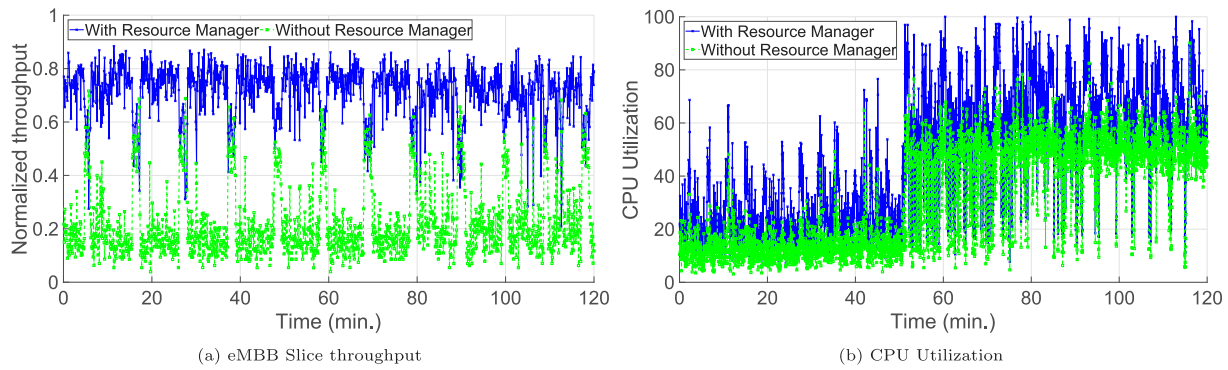 With Resource Manager Without Resource Manager
1
0.8
0.6
0.4
0.2
0
Normalized throughput
0 20 40 60 80 100 120
Time (min.)
(a) eMBB Slice throughput
With Resource Manager
Without Resource Manager
100
80
60
40
20
0
CPU Utilization
0 20 40 60 80 100 120
Time (min.)
(b) CPU Utilization